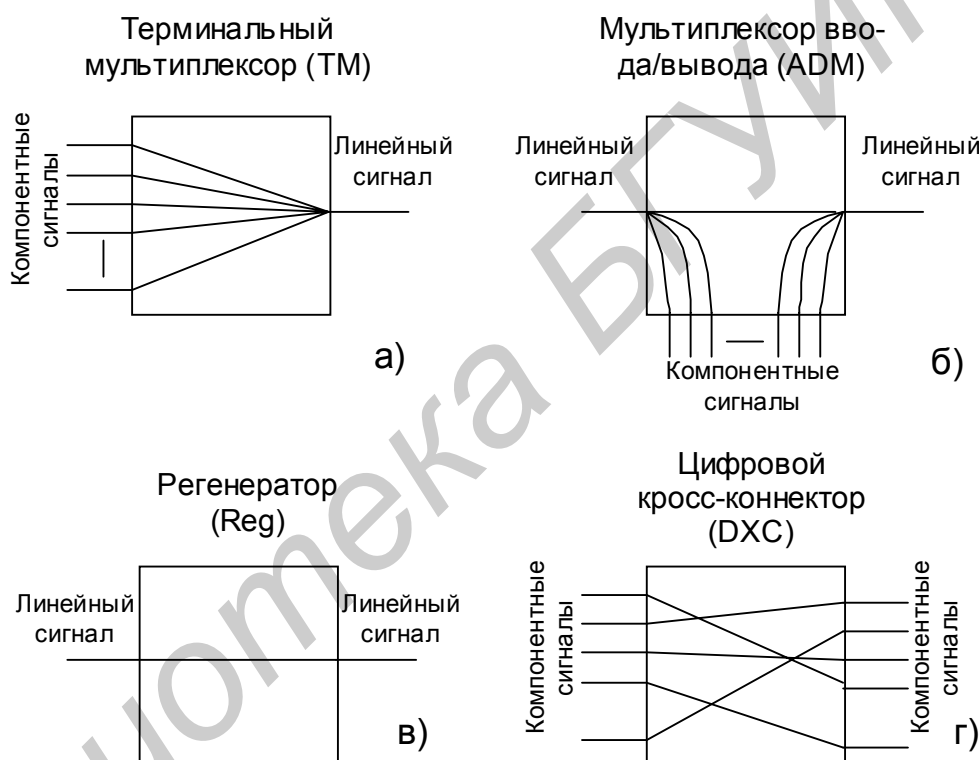 Терминальный
мультиплексор (ТМ)
Компонентные
сигналы
Линейный
сигнал
а)
Мультиплексор вво-
да/вывода (ADM)
Линейный
сигнал
Линейный
сигнал
Компонентные
сигналы
б)
Регенератор
(Reg)
Линейный
сигнал
Линейный
сигнал
в)
Цифровой
кросс-коннектор
(DXC)
Компонентные
сигналы
Компонентные
сигналы
г)